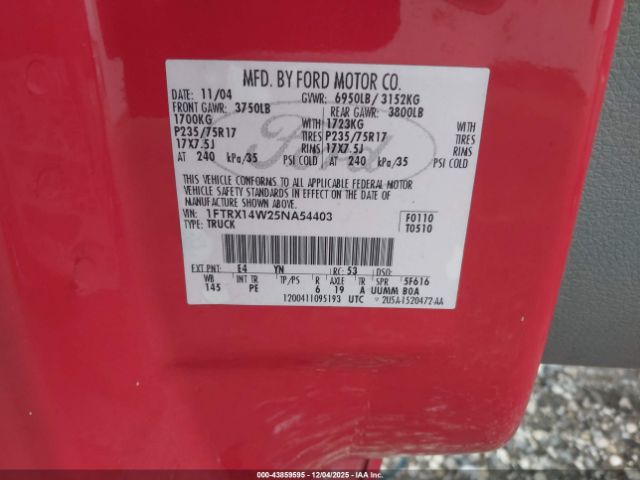 MFD. BY FORD MOTOR CO.
DATE: 11/04 GVWR: 6950LB / 3152KG
FRONT GAWR: 3750LB REAR GAWR: 3800LB
1700KG WITH 1723KG WITH
P235/75R17 TIRES P235/75R17 TIRES
17X7.5J RIMS 17X7.5J RIMS
AT 240 kPa/35 PSI COLD AT 240 kPa/35 PSI COLD
THIS VEHICLE CONFORMS TO ALL APPLICABLE FEDERAL MOTOR
VEHICLE SAFETY STANDARDS IN EFFECT ON THE DATE OF
MANUFACTURE SHOWN ABOVE.
VIN: 1FTRX14W25NA54403 F0110
TYPE: TRUCK T0510
Ford
EXT PNT: E4 YN RC: 53 DSO:
WB INT TR TP/PS R AXLE TR SPR 5F616
145 PE 6 19 A UUMM BOA
1200411095193 UTC 2U5A-1520472-AA
000-43859595 - 12/04/2025 - IAA